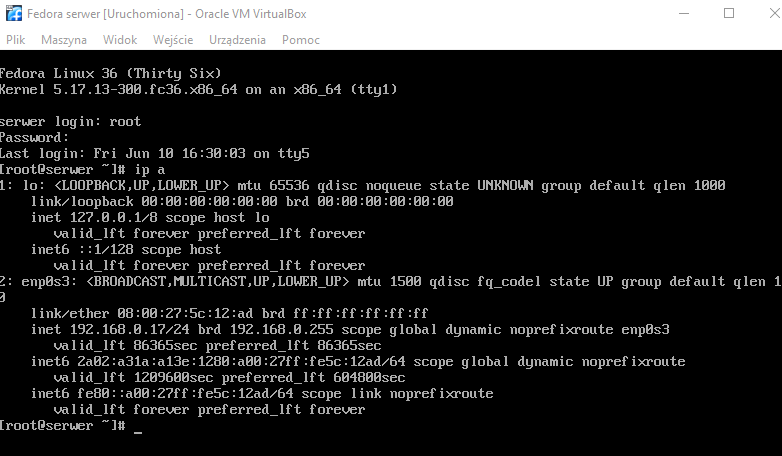 Fedora serwer [Uruchomiona] - Oracle VM VirtualBox
Plik Maszyna Widok Wejście Urządzenia Pomoc
Fedora Linux 36 (Thirty Six)
Kernel 5.17.13-300.fc36.x86_64 on an x86_64 (tty1)
serwer login: root
Password:
Last login: Fri Jun 10 16:30:03 on tty5
[root@serwer ~]# ip a
1: lo: <LOOPBACK,UP,LOWER_UP> mtu 65536 qdisc noqueue state UNKNOWN group default qlen 1000
    link/loopback 00:00:00:00:00:00 brd 00:00:00:00:00:00
    inet 127.0.0.1/8 scope host lo
       valid_lft forever preferred_lft forever
    inet6 ::1/128 scope host
       valid_lft forever preferred_lft forever
2: enp0s3: <BROADCAST,MULTICAST,UP,LOWER_UP> mtu 1500 qdisc fq_codel state UP group default qlen 1
0
    link/ether 08:00:27:5c:12:ad brd ff:ff:ff:ff:ff:ff
    inet 192.168.0.17/24 brd 192.168.0.255 scope global dynamic noprefixroute enp0s3
       valid_lft 86365sec preferred_lft 86365sec
    inet6 2a02:a31a:a13e:1280:a00:27ff:fe5c:12ad/64 scope global dynamic noprefixroute
       valid_lft 1209600sec preferred_lft 604800sec
    inet6 fe80::a00:27ff:fe5c:12ad/64 scope link noprefixroute
       valid_lft forever preferred_lft forever
[root@serwer ~]# _